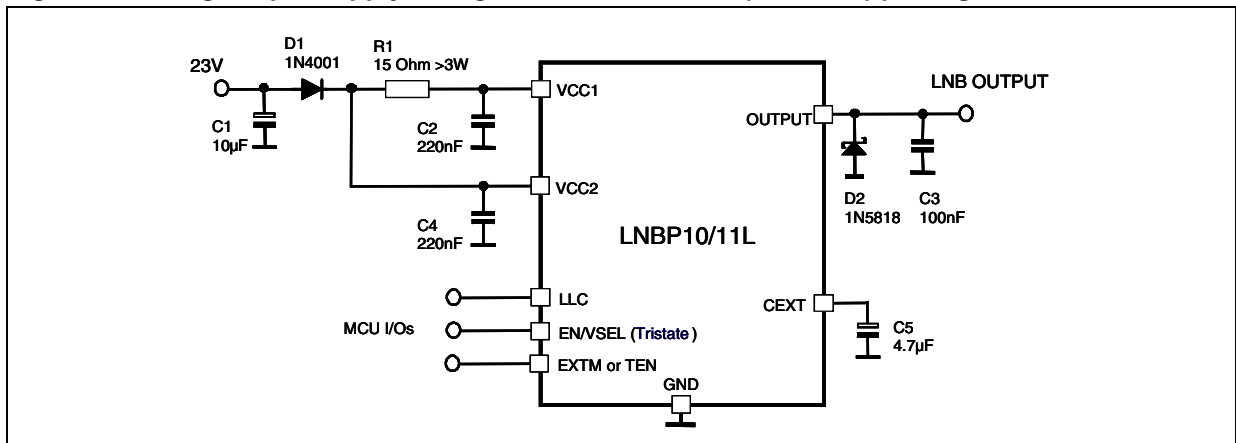 D1
1N4001
R1
15 Ohm >3W
23V
C1
10µF
C2
220nF
VCC1
VCC2
C4
220nF
LNBP10/11L
OUTPUT
LNB OUTPUT
D2
1N5818
C3
100nF
CEXT
C5
4.7µF
MCU I/Os
LLC
EN/VSEL (Tristate )
EXTM or TEN
GND